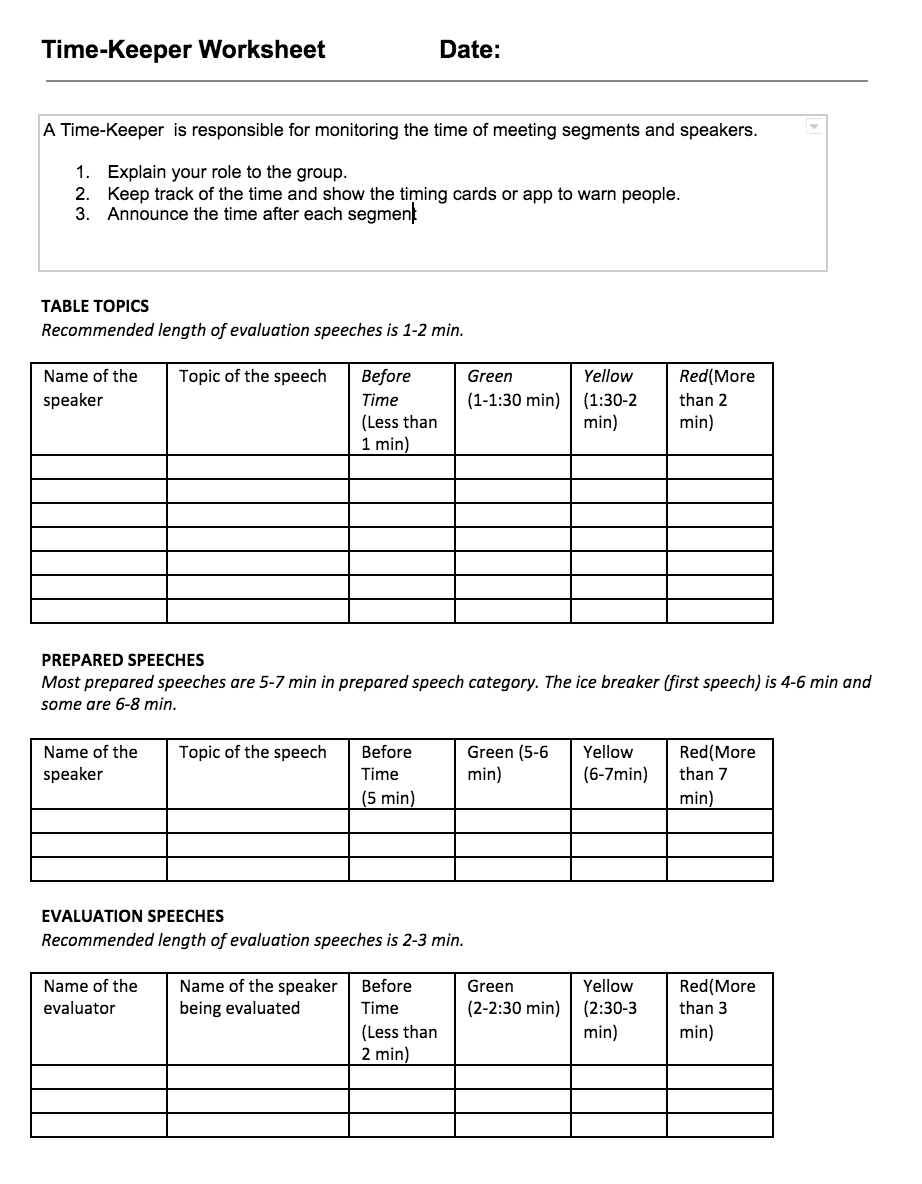 Time-Keeper Worksheet Date:
A Time-Keeper  is responsible for monitoring the time of meeting segments and speakers.
1. Explain your role to the group.
2. Keep track of the time and show the timing cards or app to warn people.
3. Announce the time after each segment
TABLE TOPICS
Recommended length of evaluation speeches is 1-2 min.
Name of the speaker
Topic of the speech
Before Time (Less than 1 min)
Green (1-1:30 min)
Yellow (1:30-2 min)
Red(More than 2 min)
PREPARED SPEECHES
Most prepared speeches are 5-7 min in prepared speech category. The ice breaker (first speech) is 4-6 min and
some are 6-8 min.
Name of the speaker
Topic of the speech
Before Time (5 min)
Green (5-6 min)
Yellow (6-7min)
Red(More than 7 min)
EVALUATION SPEECHES
Recommended length of evaluation speeches is 2-3 min.
Name of the evaluator
Name of the speaker being evaluated
Before Time (Less than 2 min)
Green (2-2:30 min)
Yellow (2:30-3 min)
Red(More than 3 min)